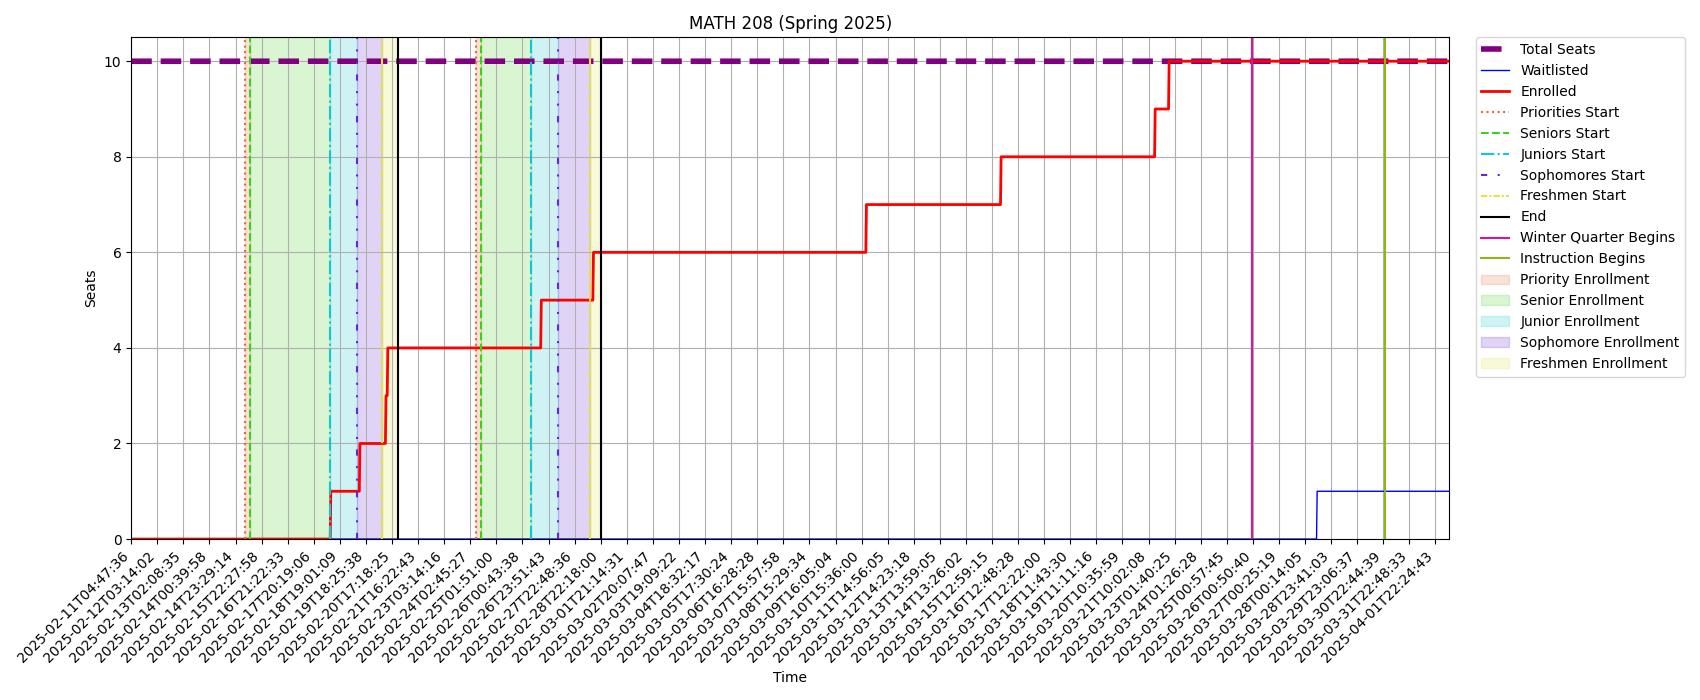 MATH 208 (Spring 2025)
Seats
10
8
6
4
2
0
2025-02-11T04:47:36
2025-02-12T03:14:02
2025-02-13T02:08:35
2025-02-14T00:39:58
2025-02-14T23:29:14
2025-02-15T22:27:58
2025-02-16T21:22:33
2025-02-17T20:19:06
2025-02-18T19:01:09
2025-02-19T18:25:38
2025-02-20T17:18:25
2025-02-21T16:22:43
2025-02-23T03:14:16
2025-02-24T02:45:27
2025-02-25T01:51:00
2025-02-26T00:43:38
2025-02-26T23:51:43
2025-02-27T22:48:36
2025-02-28T22:18:00
2025-03-01T21:14:31
2025-03-02T20:07:47
2025-03-03T19:09:22
2025-03-04T18:32:17
2025-03-05T17:30:24
2025-03-06T16:28:28
2025-03-07T15:57:58
2025-03-08T15:29:34
2025-03-09T16:05:04
2025-03-10T15:36:00
2025-03-11T14:56:05
2025-03-12T14:23:18
2025-03-13T13:59:05
2025-03-14T13:26:02
2025-03-15T12:59:15
2025-03-16T12:48:28
2025-03-17T12:22:00
2025-03-18T11:43:30
2025-03-19T11:11:16
2025-03-20T10:35:59
2025-03-21T10:02:08
2025-03-23T01:40:25
2025-03-24T01:26:28
2025-03-25T00:57:45
2025-03-26T00:50:40
2025-03-27T00:25:19
2025-03-28T00:14:05
2025-03-28T23:41:03
2025-03-29T23:06:37
2025-03-30T22:44:39
2025-03-31T22:48:33
2025-04-01T22:24:43
Time
Total Seats
Waitlisted
Enrolled
Priorities Start
Seniors Start
Juniors Start
Sophomores Start
Freshmen Start
End
Winter Quarter Begins
Instruction Begins
Priority Enrollment
Senior Enrollment
Junior Enrollment
Sophomore Enrollment
Freshmen Enrollment